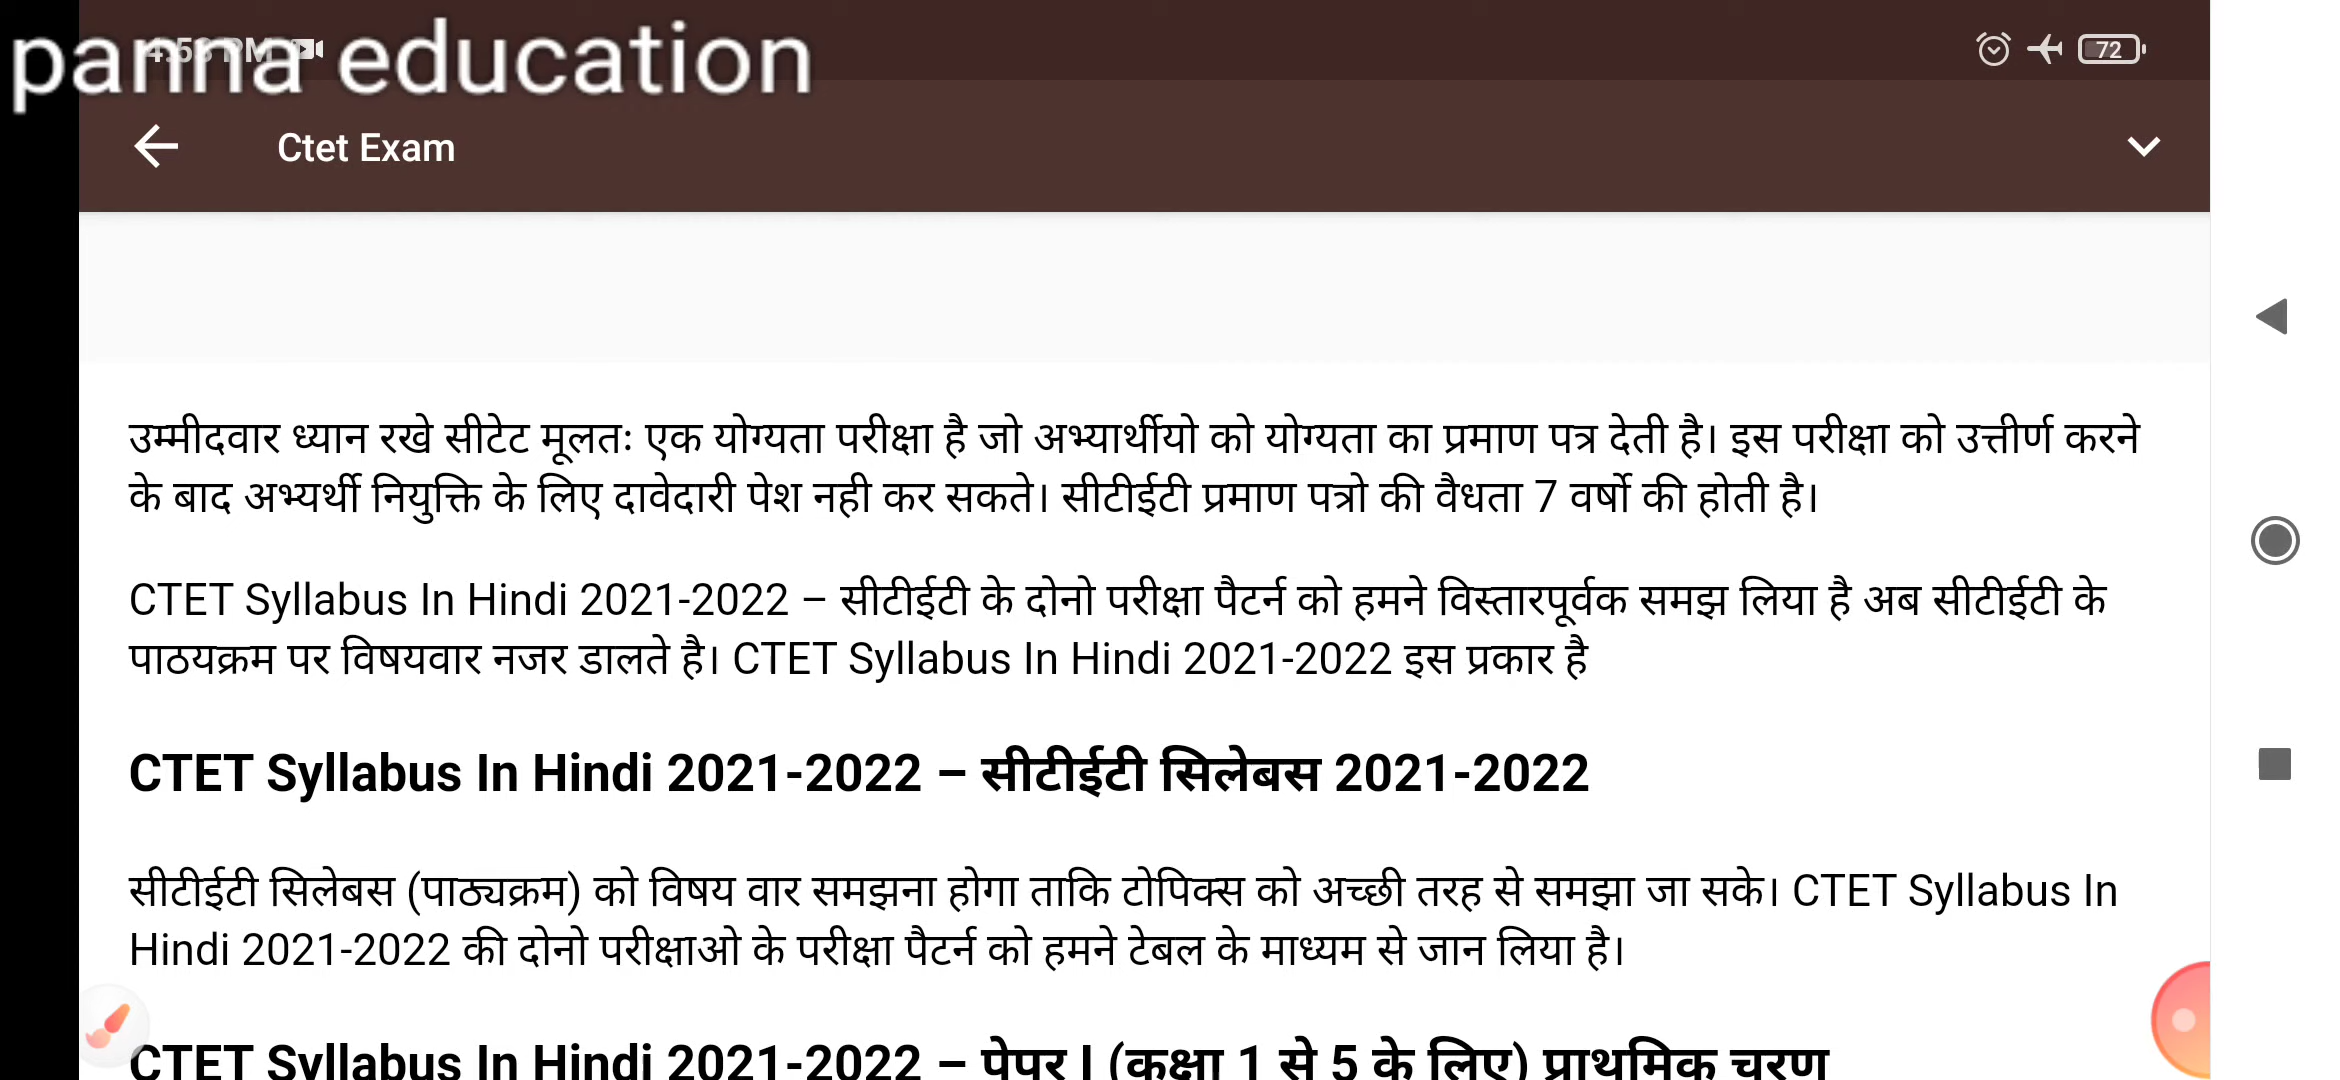 panna education
72
Ctet Exam
उम्मीदवार ध्यान रखे सीटेट मूलतः एक योग्यता परीक्षा है जो अभ्यार्थीयो को योग्यता का प्रमाण पत्र देती है। इस परीक्षा को उत्तीर्ण करने
के बाद अभ्यर्थी नियुक्ति के लिए दावेदारी पेश नही कर सकते। सीटीईटी प्रमाण पत्रो की वैधता 7 वर्षो की होती है।
CTET Syllabus In Hindi 2021-2022 – सीटीईटी के दोनो परीक्षा पैटर्न को हमने विस्तारपूर्वक समझ लिया है अब सीटीईटी के
पाठयक्रम पर विषयवार नजर डालते है। CTET Syllabus In Hindi 2021-2022 इस प्रकार है
CTET Syllabus In Hindi 2021-2022 – सीटीईटी सिलेबस 2021-2022
सीटीईटी सिलेबस (पाठ्यक्रम) को विषय वार समझना होगा ताकि टोपिक्स को अच्छी तरह से समझा जा सके। CTET Syllabus In
Hindi 2021-2022 की दोनो परीक्षाओ के परीक्षा पैटर्न को हमने टेबल के माध्यम से जान लिया है।
CTET Syllabus In Hindi 2021-2022 – पेपर I (कक्षा 1 से 5 के लिए) प्राथमिक चरण